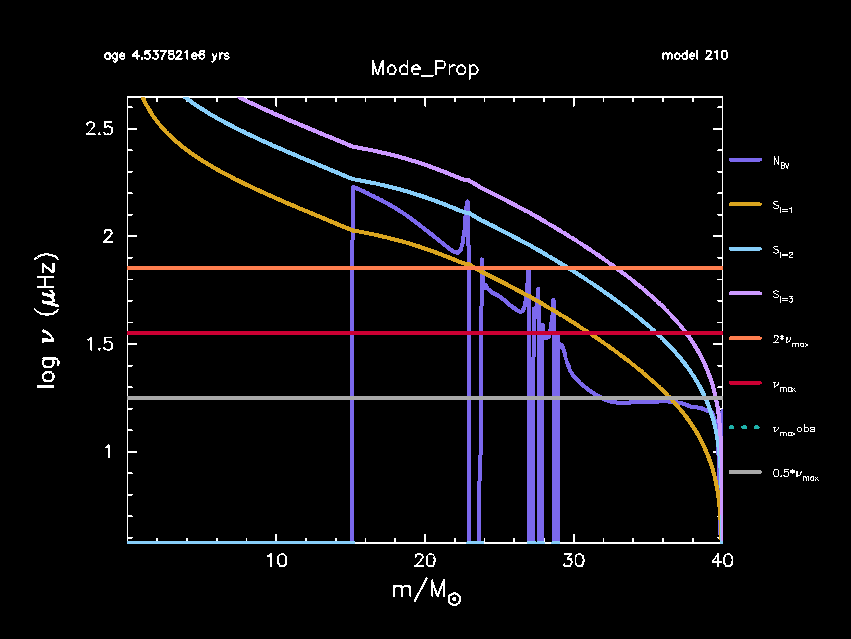 age 4.537821e6 yrs
model 210
Mode_Prop
2.5
2
1.5
1
10
20
30
40
log ν (μHz)
m/M⊙
N_BV
S_l=1
S_l=2
S_l=3
2*ν_max
ν_max
ν_max obs
0.5*ν_max